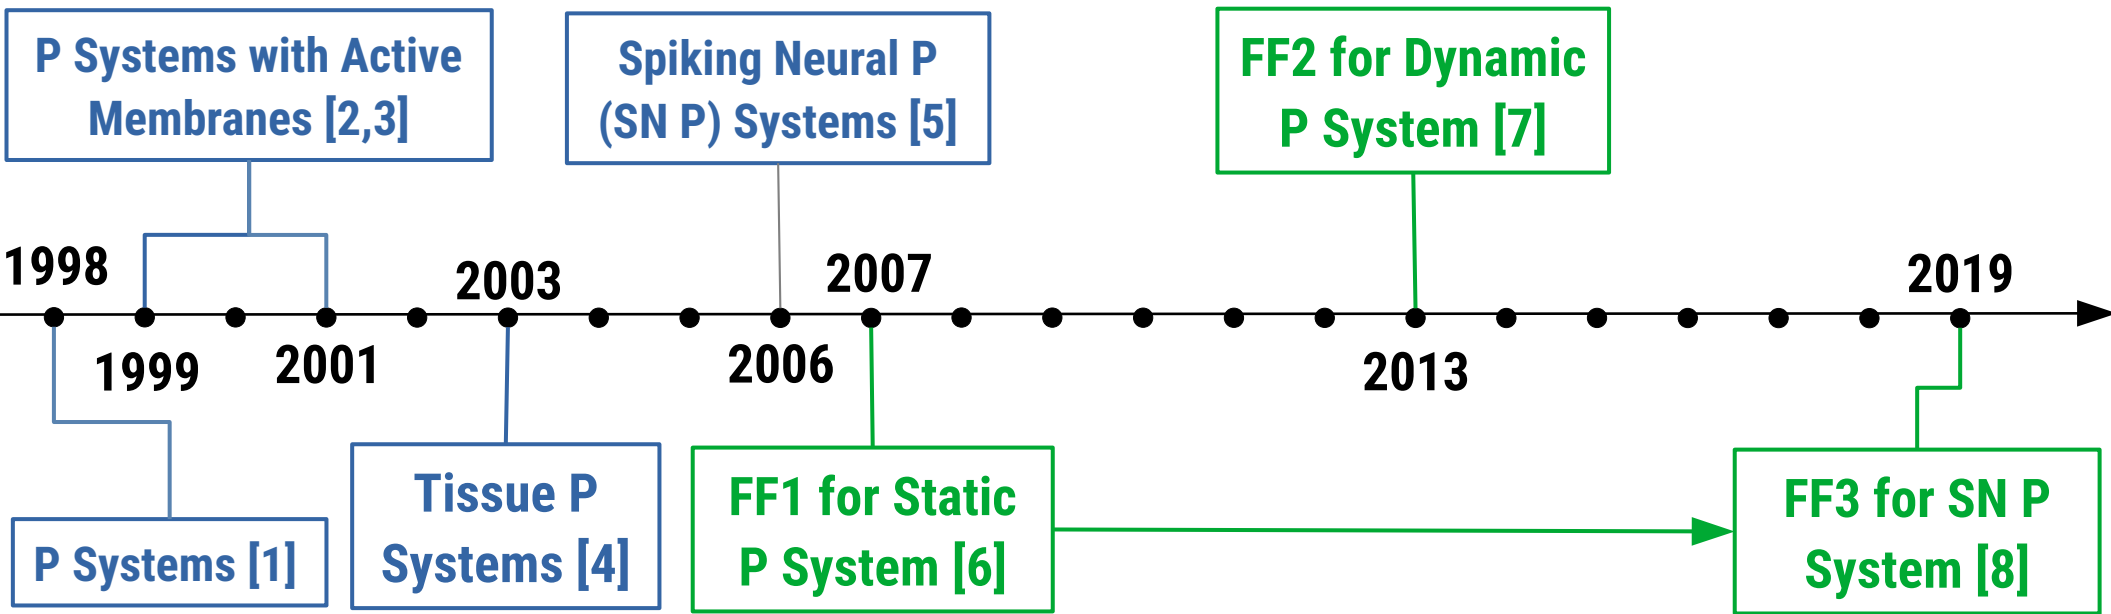 P Systems with Active
Membranes [2,3]
Spiking Neural P
(SN P) Systems [5]
FF2 for Dynamic
P System [7]
1998
2003
2007
2019
1999
2001
2006
2013
P Systems [1]
Tissue P
Systems [4]
FF1 for Static
P System [6]
FF3 for SN P
System [8]